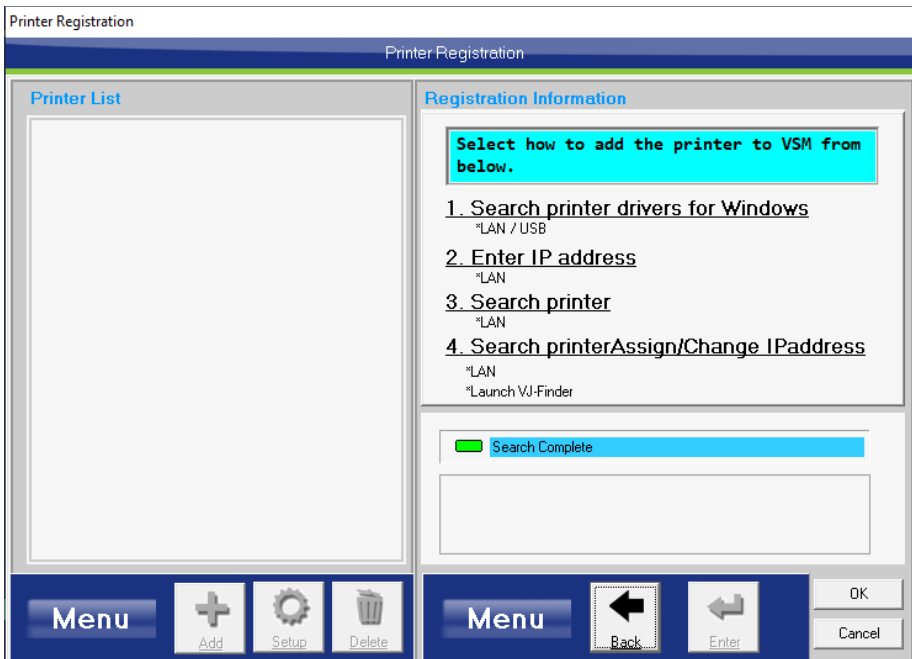 Printer Registration
Printer Registration
Printer List
Registration Information
Select how to add the printer to VSM from
below.
1. Search printer drivers for Windows
*LAN / USB
2. Enter IP address
*LAN
3. Search printer
*LAN
4. Search printerAssign/Change IPaddress
*LAN
*Launch VJ-Finder
Search Complete
Menu
Add
Setup
Delete
Menu
Back
Enter
OK
Cancel